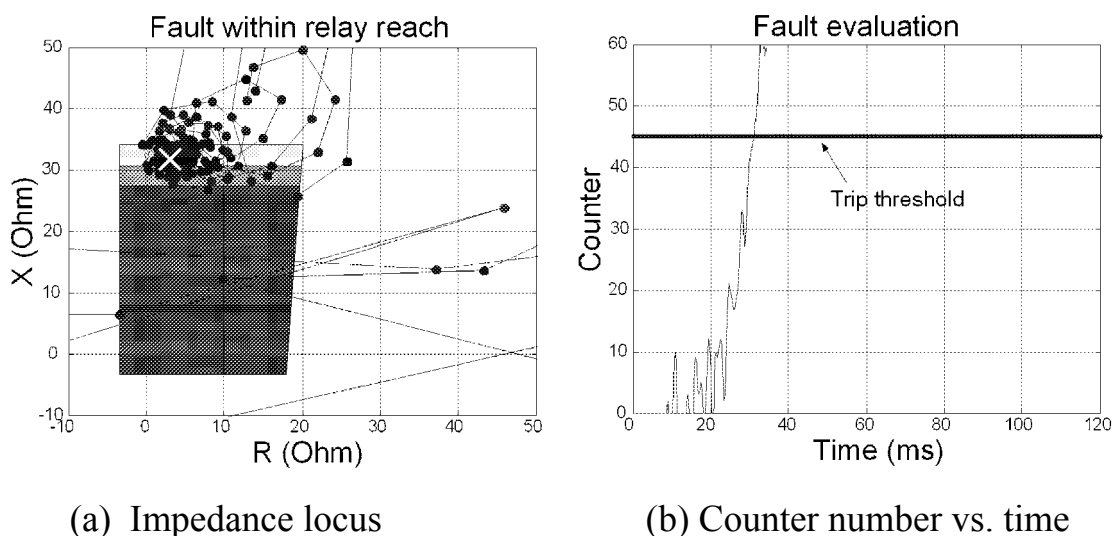 Fault within relay reach
50
40
30
20
10
0
-10
X (Ohm)
-10 0 10 20 30 40 50
R (Ohm)
(a) Impedance locus
Fault evaluation
60
50
40
30
20
10
0
Counter
Trip threshold
0 20 40 60 80 100 120
Time (ms)
(b) Counter number vs. time